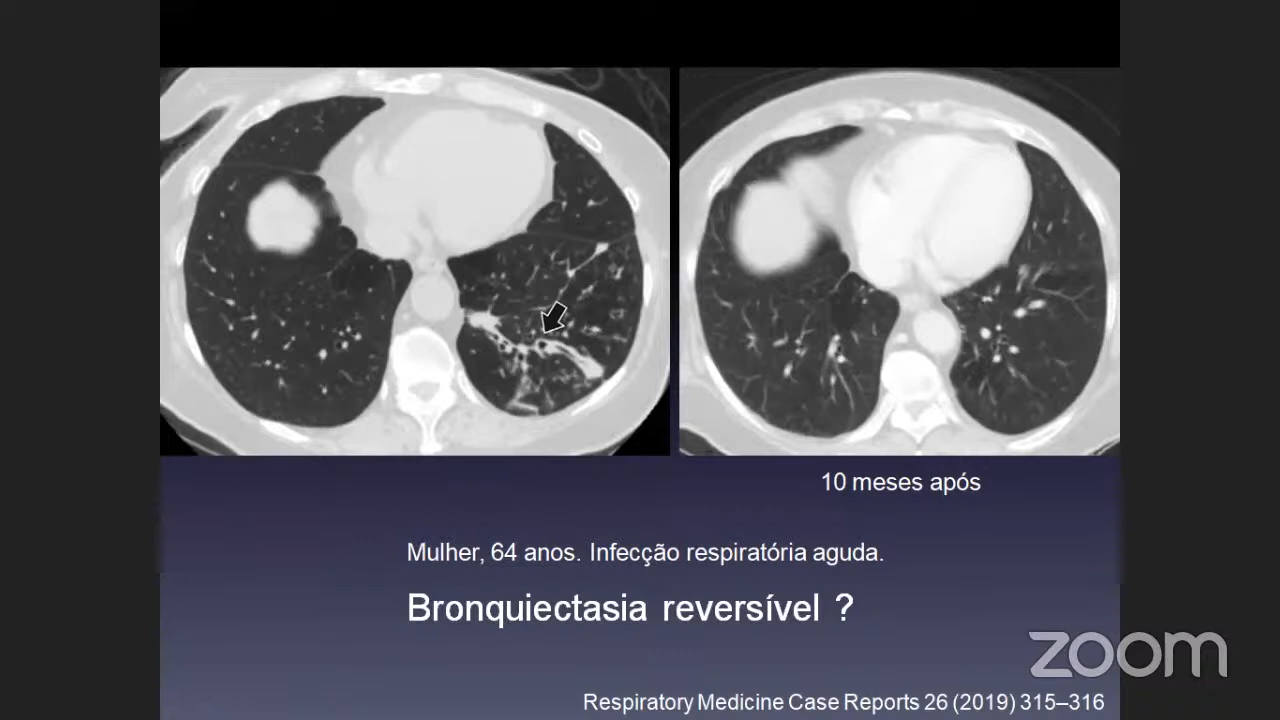 10 meses após
Mulher, 64 anos. Infecção respiratória aguda.
Bronquiectasia reversível ?
zoom
Respiratory Medicine Case Reports 26 (2019) 315–316